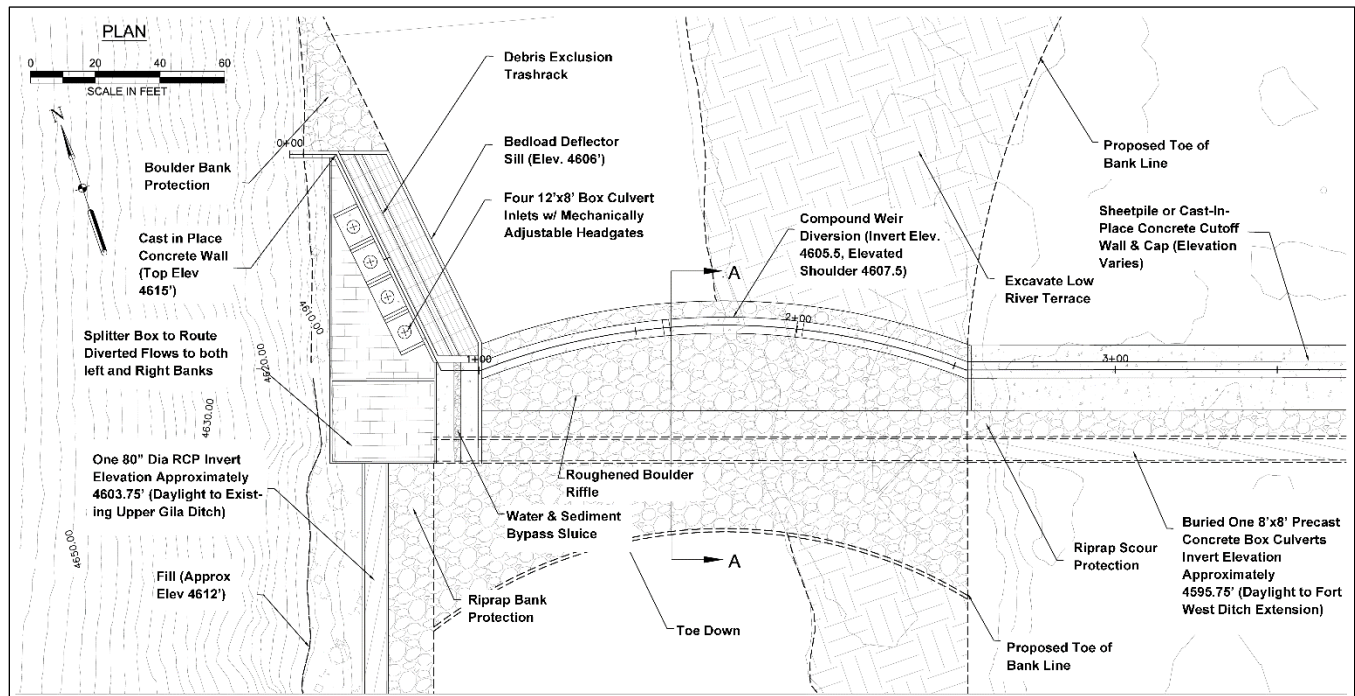 PLAN
0 20 40 60
SCALE IN FEET
N
Debris Exclusion
Trashrack
0+00
Boulder Bank
Protection
Bedload Deflector
Sill (Elev. 4606')
Proposed Toe of
Bank Line
Four 12'x8' Box Culvert
Inlets w/ Mechanically
Adjustable Headgates
Compound Weir
Diversion (Invert Elev.
4605.5, Elevated
Shoulder 4607.5)
Sheetpile or Cast-In-
Place Concrete Cutoff
Wall & Cap (Elevation
Varies)
Cast in Place
Concrete Wall
(Top Elev
4615')
A
Excavate Low
River Terrace
4610.00
Splitter Box to Route
Diverted Flows to both
left and Right Banks
4620.00
1+00
2+00
3+00
4630.00
One 80" Dia RCP Invert
Elevation Approximately
4603.75' (Daylight to Exist-
ing Upper Gila Ditch)
Roughened Boulder
Riffle
Water & Sediment
Bypass Sluice
Buried One 8'x8' Precast
Concrete Box Culverts
Invert Elevation
Approximately
4595.75' (Daylight to Fort
West Ditch Extension)
Riprap Scour
Protection
4650.00
A
Fill (Approx
Elev 4612')
Riprap Bank
Protection
Toe Down
Proposed Toe of
Bank Line